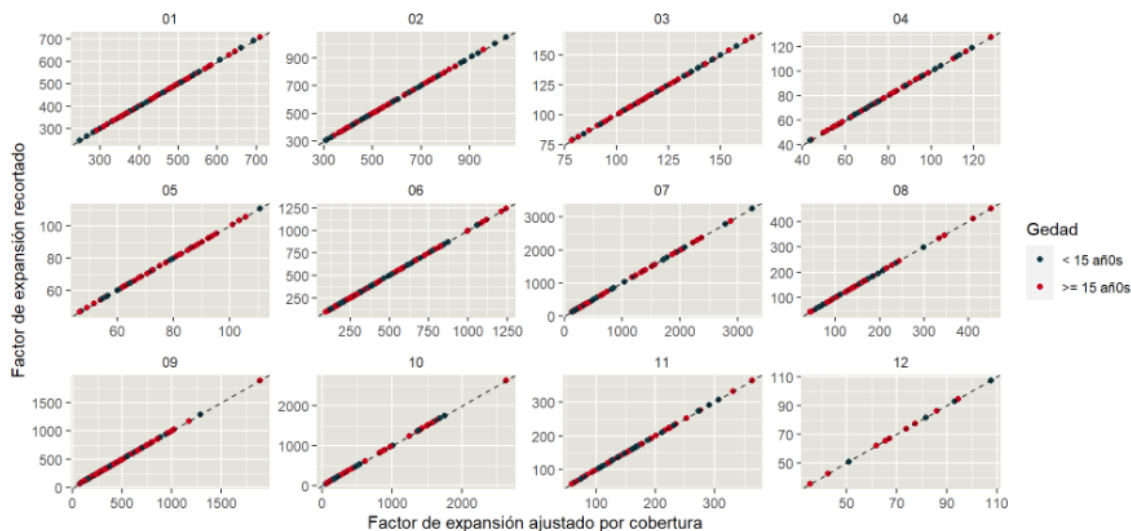 01 02 03 04
700 600 500 400 300
300 400 500 600 700
900 700 500 300
300 500 700 900
165 150 125 100 75
75 100 125 150 165
120 100 80 60 40
40 60 80 100 120
05 06 07 08
100 80 60
60 80 100
1250 1000 750 500 250
250 500 750 1000 1250
3000 2000 1000 0
0 1000 2000 3000
400 300 200 100
100 200 300 400
09 10 11 12
1500 1000 500 0
0 500 1000 1500
2000 1000 0
0 1000 2000
300 200 100
100 200 300
110 90 70 50
50 70 90 110
Factor de expansión recortado
Factor de expansión ajustado por cobertura
Gedad
< 15 añ0s
>= 15 añ0s